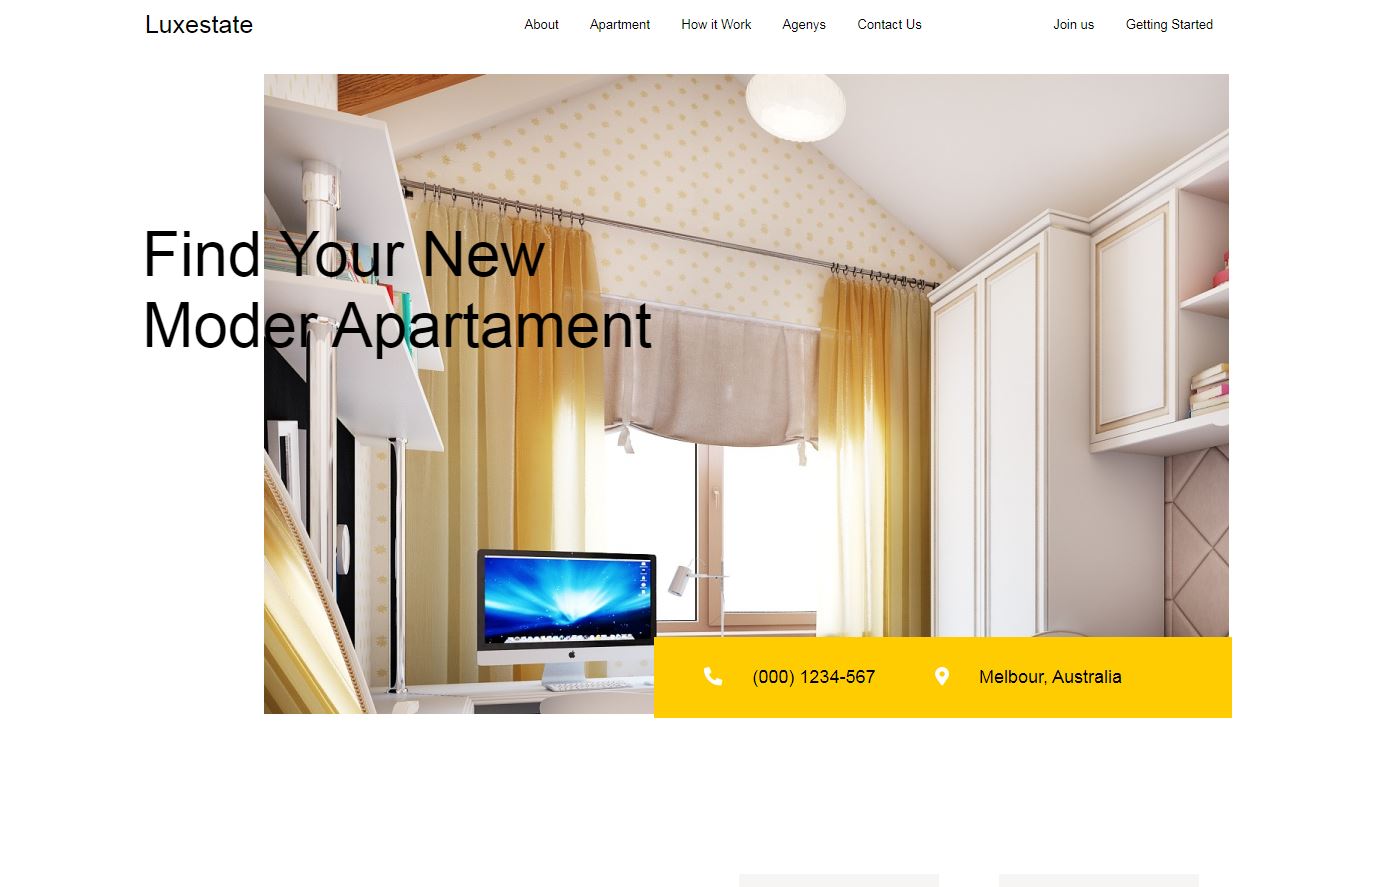 Luxestate
About
Apartment
How it Work
Agenys
Contact Us
Join us
Getting Started
Find Your New
Moder Apartament
(000) 1234-567
Melbour, Australia